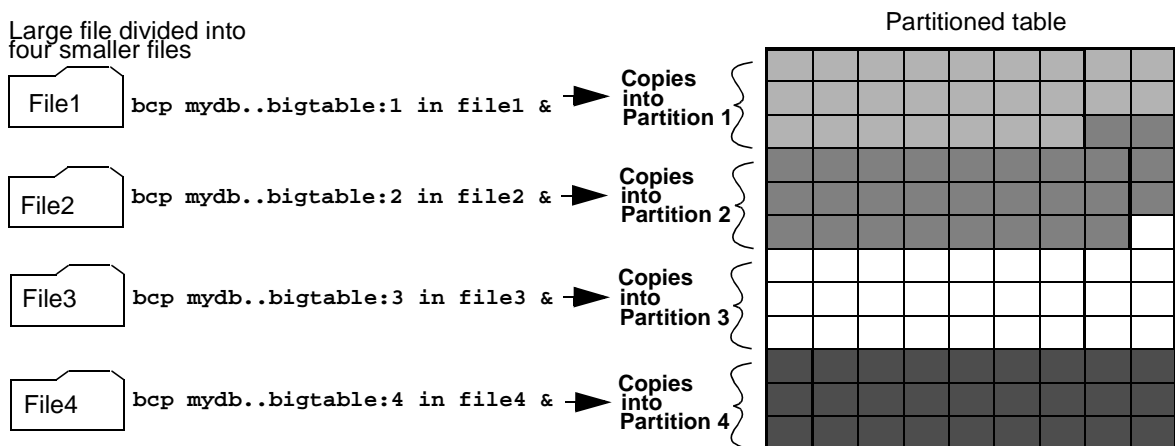 Large file divided into
four smaller files
Partitioned table
File1
bcp mydb..bigtable:1 in file1 &
Copies
into
Partition 1
File2
bcp mydb..bigtable:2 in file2 &
Copies
into
Partition 2
File3
bcp mydb..bigtable:3 in file3 &
Copies
into
Partition 3
File4
bcp mydb..bigtable:4 in file4 &
Copies
into
Partition 4